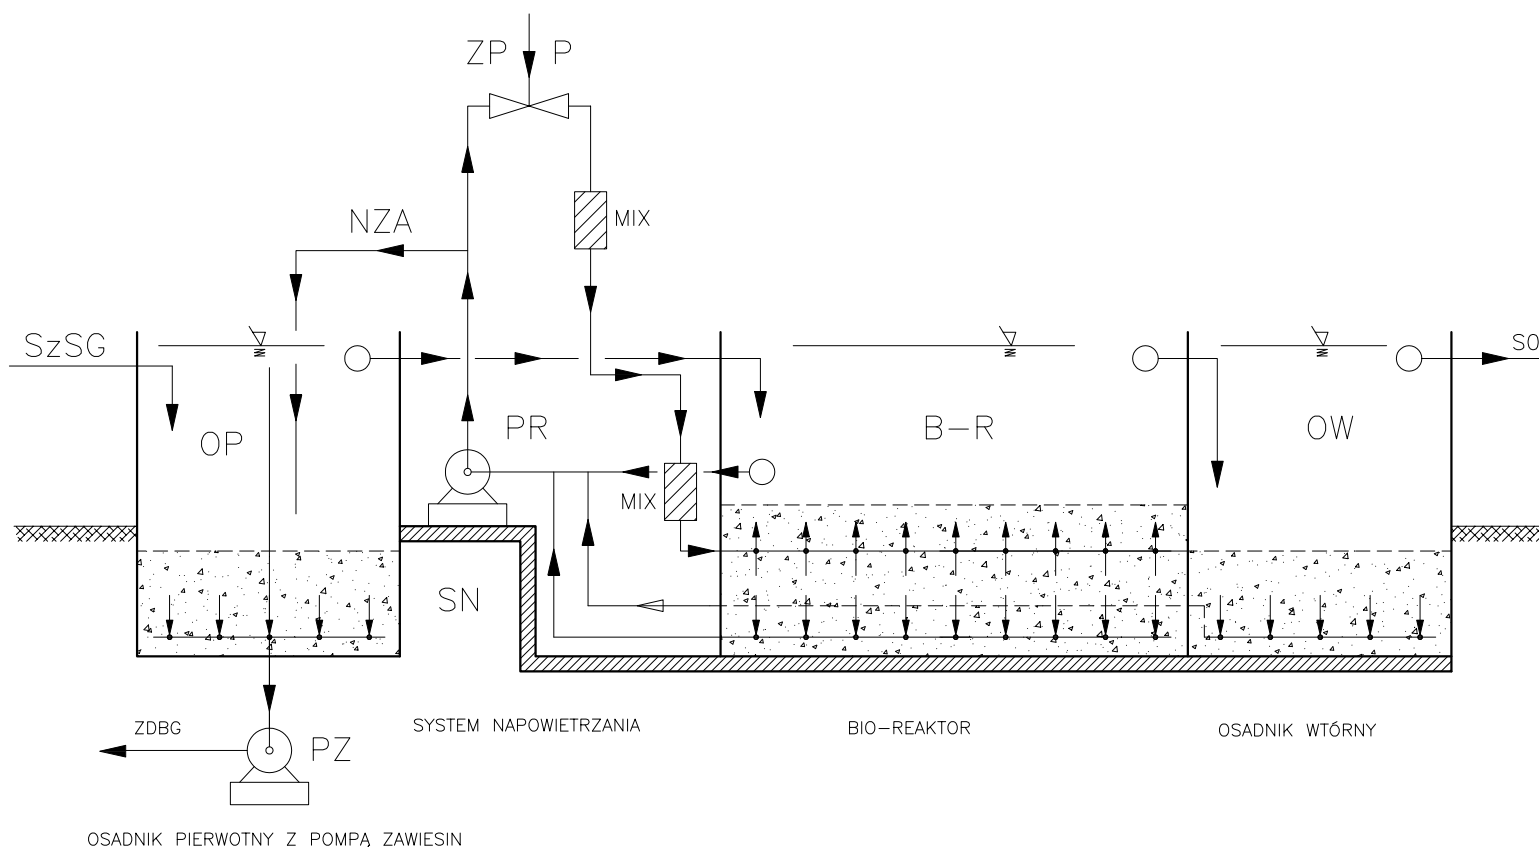 ZP P
MIX
NZA
SzSG
SO
OP
PR
B-R
OW
MIX
SN
SYSTEM NAPOWIETRZANIA
BIO-REAKTOR
OSADNIK WTÓRNY
ZDBG
PZ
OSADNIK PIERWOTNY Z POMPĄ ZAWIESIN